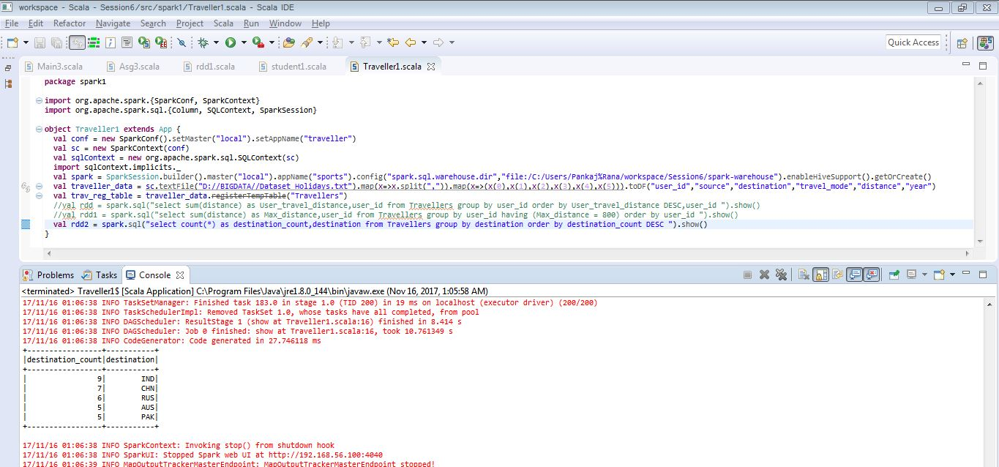 workspace - Scala - Session6/src/spark1/Traveller1.scala - Scala IDE
File Edit Refactor Navigate Search Project Scala Run Window Help
Quick Access
Main3.scala Asg3.scala rdd1.scala student1.scala Traveller1.scala
package spark1
import org.apache.spark.{SparkConf, SparkContext}
import org.apache.spark.sql.{Column, SQLContext, SparkSession}
object Traveller1 extends App {
val conf = new SparkConf().setMaster("local").setAppName("traveller")
val sc = new SparkContext(conf)
val sqlContext = new org.apache.spark.sql.SQLContext(sc)
import sqlContext.implicits._
val spark = SparkSession.builder().master("local").appName("sports").config("spark.sql.warehouse.dir","file:/C:/Users/Pankaj%Rana/workspace/Session6/spark-warehouse").enableHiveSupport().getOrCreate()
val traveller_data = sc.textFile("D://BIGDATA//Dataset_Holidays.txt").map(x=>x.split(",")).map(x=>(x(0),x(1),x(2),x(3),x(4),x(5))).toDF("user_id","source","destination","travel_mode","distance","year")
val trav_reg_table = traveller_data.registerTempTable("Travellers")
//val rdd = spark.sql("select sum(distance) as User_travel_distance,user_id from Travellers group by user_id order by User_travel_distance DESC,user_id ").show()
//val rdd1 = spark.sql("select sum(distance) as Max_distance,user_id from Travellers group by user_id having (Max_distance = 800) order by user_id ").show()
val rdd2 = spark.sql("select count(*) as destination_count,destination from Travellers group by destination order by destination_count DESC ").show()
}
Problems Tasks Console
<terminated> Traveller1$ [Scala Application] C:\Program Files\Java\jre1.8.0_144\bin\javaw.exe (Nov 16, 2017, 1:05:58 AM)
17/11/16 01:06:38 INFO TaskSetManager: Finished task 183.0 in stage 1.0 (TID 200) in 19 ms on localhost (executor driver) (200/200)
17/11/16 01:06:38 INFO TaskSchedulerImpl: Removed TaskSet 1.0, whose tasks have all completed, from pool
17/11/16 01:06:38 INFO DAGScheduler: ResultStage 1 (show at Traveller1.scala:16) finished in 8.414 s
17/11/16 01:06:38 INFO DAGScheduler: Job 0 finished: show at Traveller1.scala:16, took 10.761349 s
17/11/16 01:06:38 INFO CodeGenerator: Code generated in 27.746118 ms
+-----------------+-----------+
|destination_count|destination|
+-----------------+-----------+
|                9|        IND|
|                7|        CHN|
|                6|        RUS|
|                5|        AUS|
|                5|        PAK|
+-----------------+-----------+
17/11/16 01:06:38 INFO SparkContext: Invoking stop() from shutdown hook
17/11/16 01:06:38 INFO SparkUI: Stopped Spark web UI at http://192.168.56.100:4040
17/11/16 01:06:39 INFO MapOutputTrackerMasterEndpoint: MapOutputTrackerMasterEndpoint stopped!